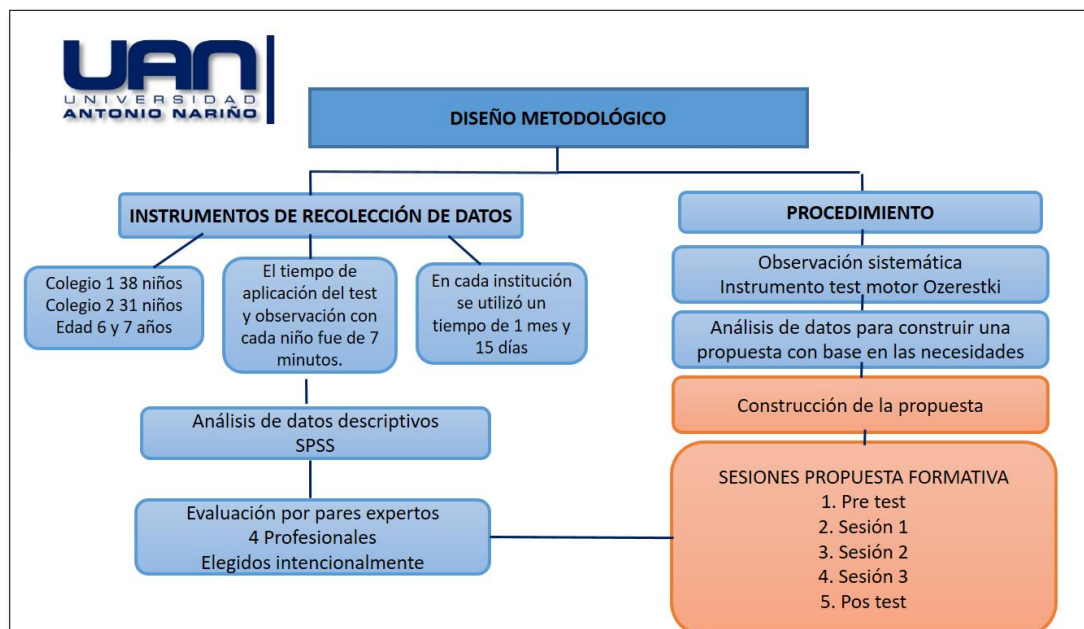 UAN
UNIVERSIDAD
ANTONIO NARIÑO
DISEÑO METODOLÓGICO
INSTRUMENTOS DE RECOLECCIÓN DE DATOS
Colegio 1 38 niños
Colegio 2 31 niños
Edad 6 y 7 años
El tiempo de
aplicación del test
y observación con
cada niño fue de 7
minutos.
En cada institución
se utilizó un
tiempo de 1 mes y
15 días
Análisis de datos descriptivos
SPSS
Evaluación por pares expertos
4 Profesionales
Elegidos intencionalmente
PROCEDIMIENTO
Observación sistemática
Instrumento test motor Ozerestki
Análisis de datos para construir una
propuesta con base en las necesidades
Construcción de la propuesta
SESIONES PROPUESTA FORMATIVA
1. Pre test
2. Sesión 1
3. Sesión 2
4. Sesión 3
5. Pos test